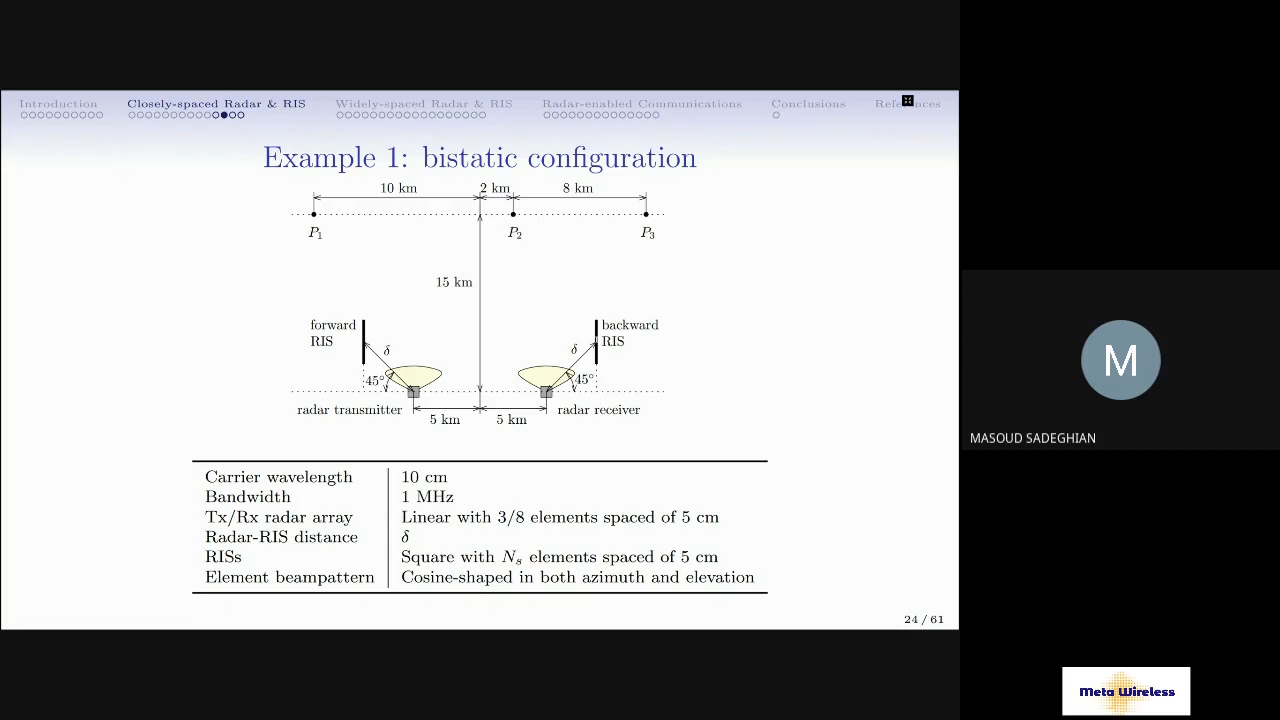 Introduction Closely-spaced Radar & RIS Widely-spaced Radar & RIS Radar-enabled Communications Conclusions
Example 1: bistatic configuration
10 km 2 km 8 km
P1 P2 P3
15 km
forward
RIS
backward
RIS
δ δ
45° 45°
radar transmitter radar receiver
5 km 5 km
Carrier wavelength 10 cm
Bandwidth 1 MHz
Tx/Rx radar array Linear with 3/8 elements spaced of 5 cm
Radar-RIS distance δ
RISs Square with Ns elements spaced of 5 cm
Element beampattern Cosine-shaped in both azimuth and elevation
24 / 61
M
MASOUD SADEGHIAN
Meta Wireless